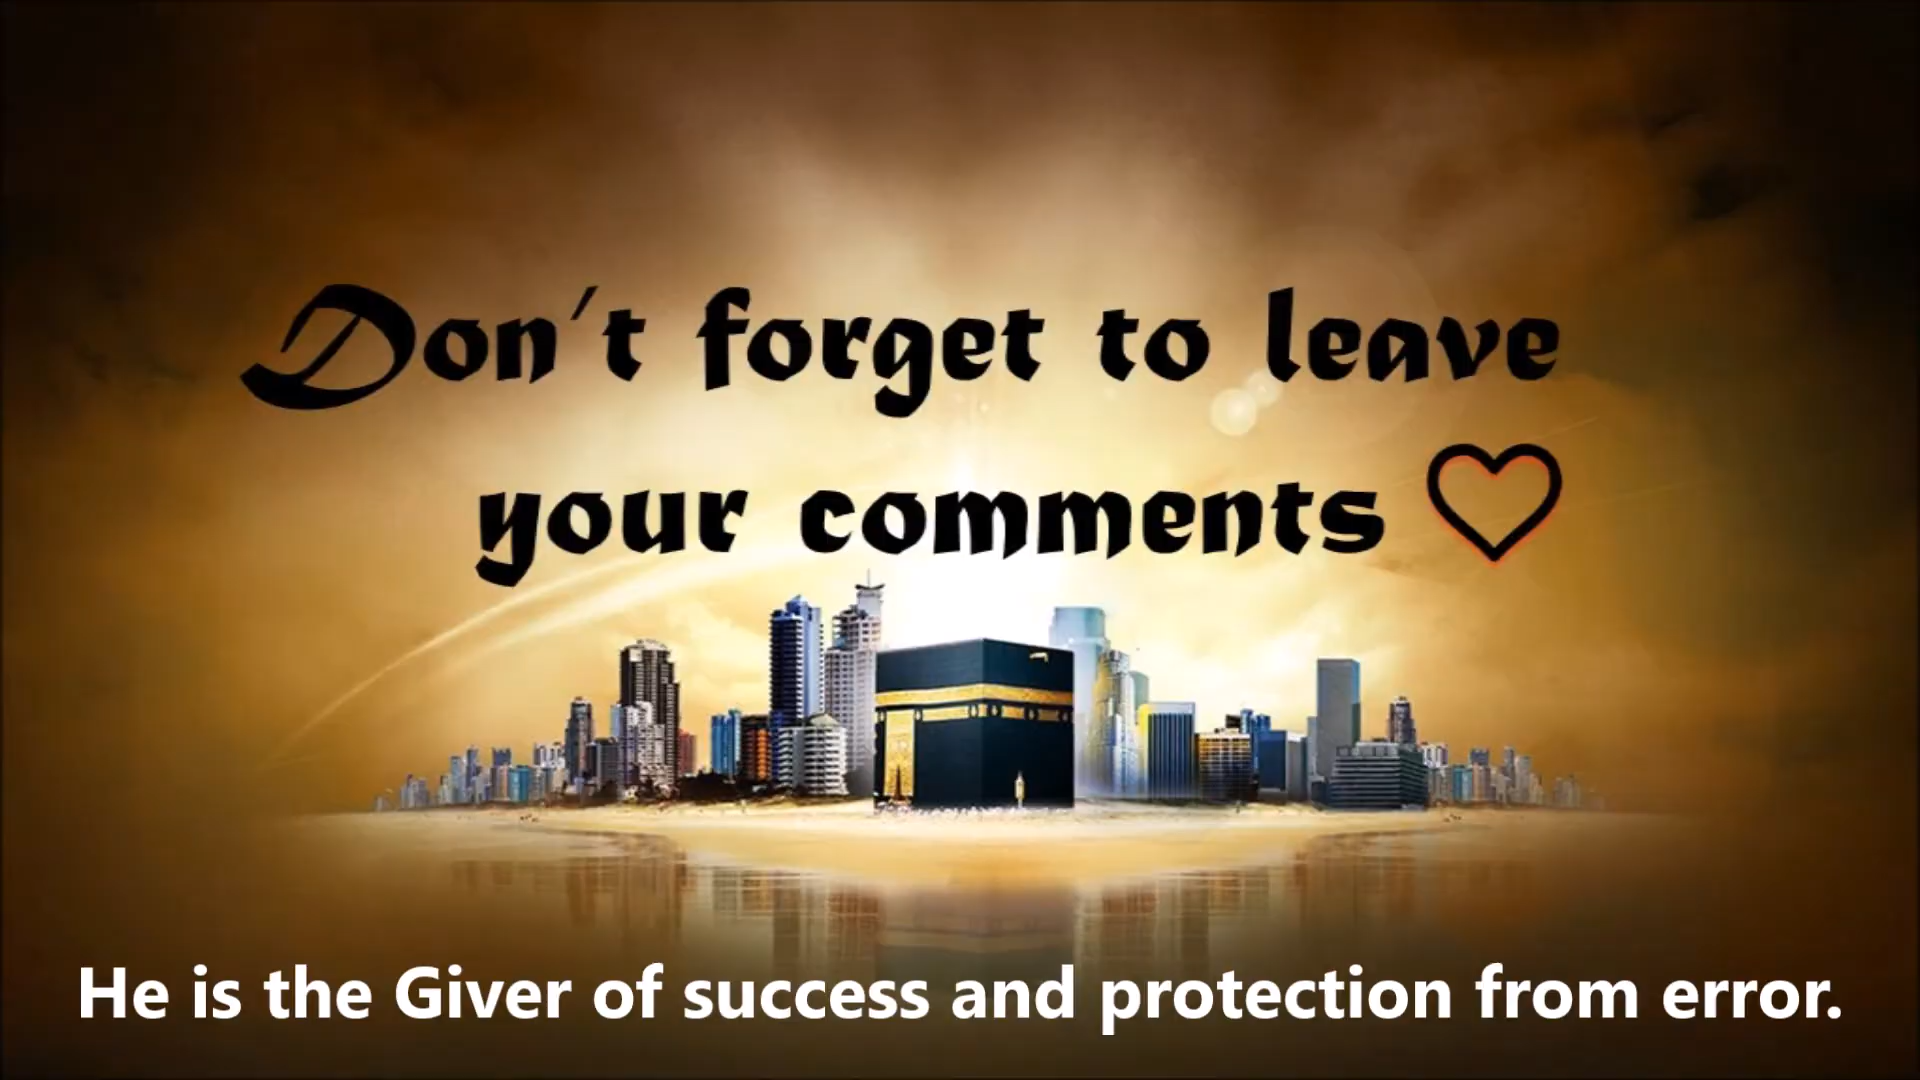 Don't forget to leave
your comments ♡
He is the Giver of success and protection from error.